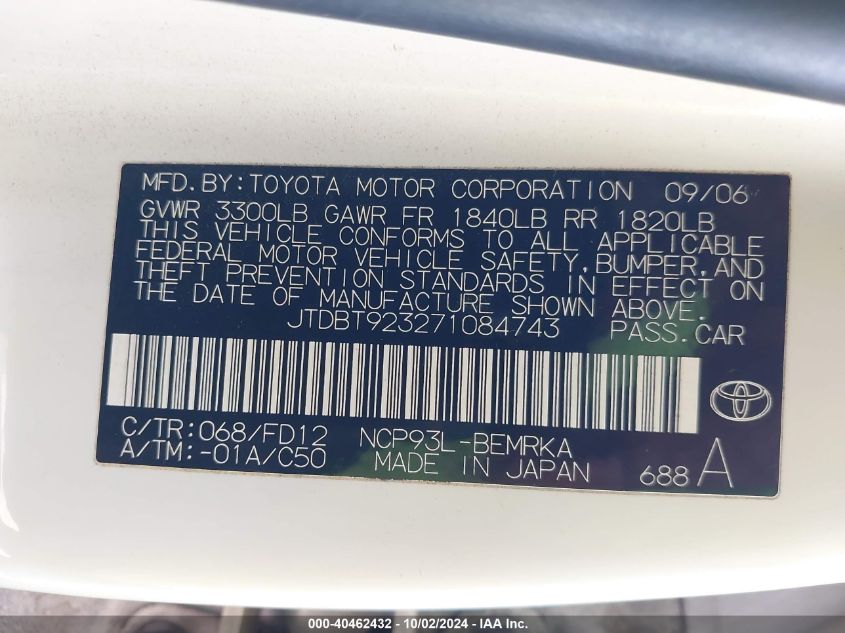 MFD.BY:TOYOTA MOTOR CORPORATION 09/06
GVWR 3300LB GAWR FR 1840LB RR 1820LB
THIS VEHICLE CONFORMS TO ALL APPLICABLE
FEDERAL MOTOR VEHICLE SAFETY,BUMPER,AND
THEFT PREVENTION STANDARDS IN EFFECT ON
THE DATE OF MANUFACTURE SHOWN ABOVE.
JTDBT923271084743 PASS.CAR
C/TR:068/FD12 NCP93L-BEMRKA
A/TM:-01A/C50 MADE IN JAPAN 688 A
000-40462432 - 10/02/2024 - IAA Inc.